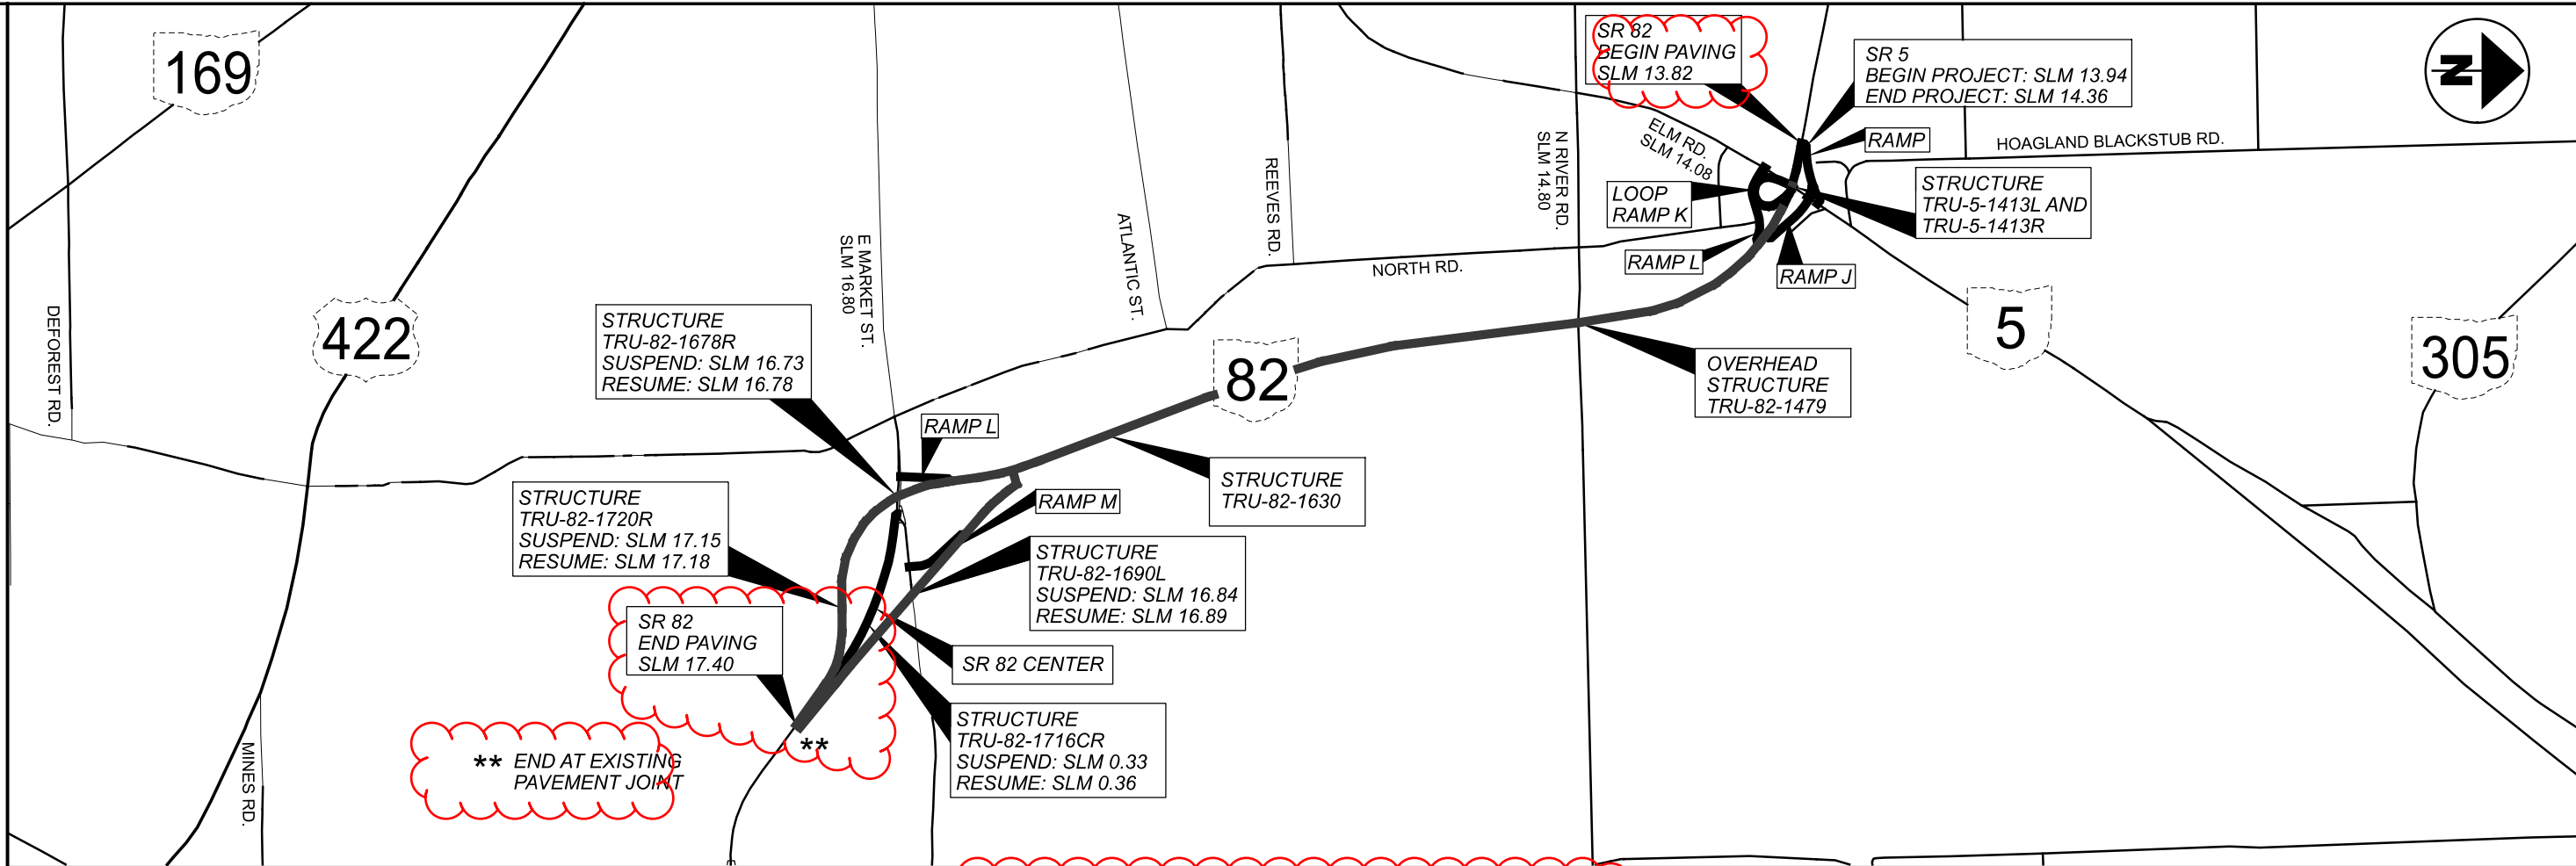 169
422
DEFOREST RD.
MINES RD.
E MARKET ST.
SLM 16.80
ATLANTIC ST.
REEVES RD.
N RIVER RD.
SLM 14.80
NORTH RD.
ELM RD.
SLM 14.08
HOAGLAND BLACKSTUB RD.
82
5
305
N
SR 82
BEGIN PAVING
SLM 13.82
SR 5
BEGIN PROJECT: SLM 13.94
END PROJECT: SLM 14.36
RAMP
STRUCTURE
TRU-5-1413L AND
TRU-5-1413R
LOOP
RAMP K
RAMP L
RAMP J
OVERHEAD
STRUCTURE
TRU-82-1479
STRUCTURE
TRU-82-1630
STRUCTURE
TRU-82-1678R
SUSPEND: SLM 16.73
RESUME: SLM 16.78
RAMP L
RAMP M
STRUCTURE
TRU-82-1720R
SUSPEND: SLM 17.15
RESUME: SLM 17.18
STRUCTURE
TRU-82-1690L
SUSPEND: SLM 16.84
RESUME: SLM 16.89
SR 82
END PAVING
SLM 17.40
SR 82 CENTER
STRUCTURE
TRU-82-1716CR
SUSPEND: SLM 0.33
RESUME: SLM 0.36
**
** END AT EXISTING
PAVEMENT JOINT